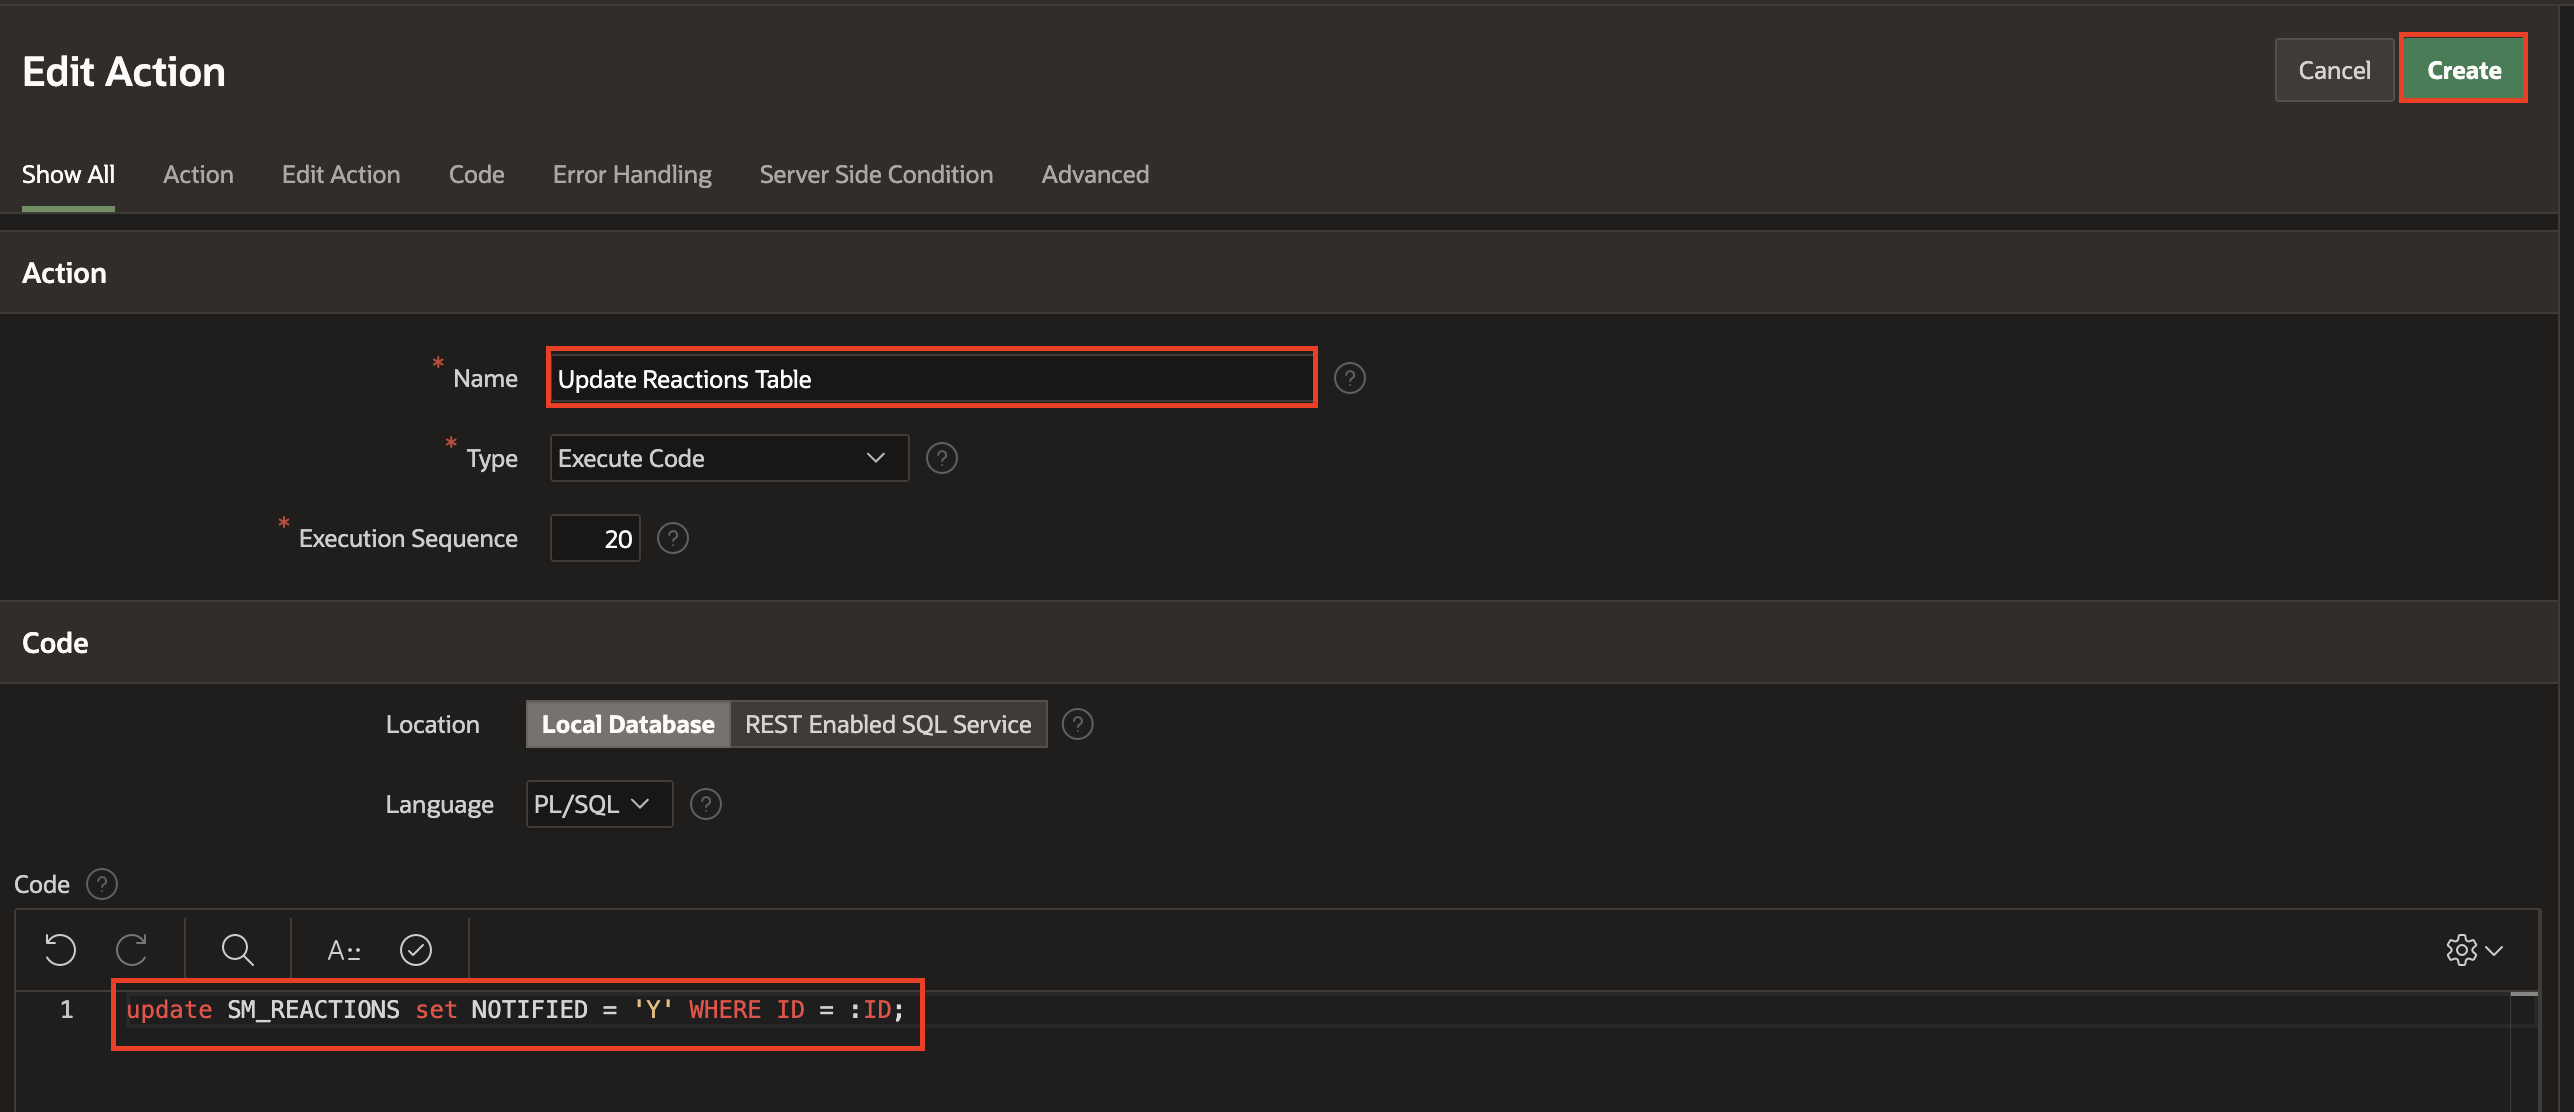 Edit Action
Cancel
Create
Show All
Action
Edit Action
Code
Error Handling
Server Side Condition
Advanced
Action
* Name
Update Reactions Table
?
* Type
Execute Code
?
* Execution Sequence
20
?
Code
Location
Local Database
REST Enabled SQL Service
?
Language
PL/SQL
?
Code
?
A
1
update SM_REACTIONS set NOTIFIED = 'Y' WHERE ID = :ID;